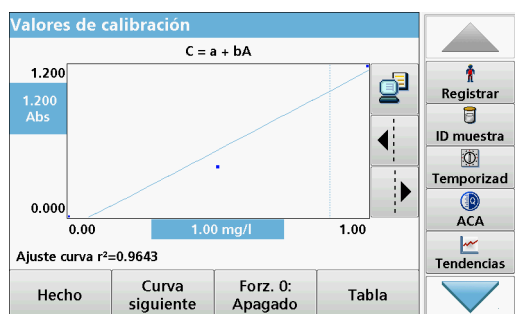 Valores de calibración
C = a + bA
1.200
1.200
Abs
0.000
0.00
1.00 mg/l
1.00
Ajuste curva r²=0.9643
Hecho
Curva
siguiente
Forz. 0:
Apagado
Tabla
Registrar
ID muestra
Temporizad
ACA
Tendencias